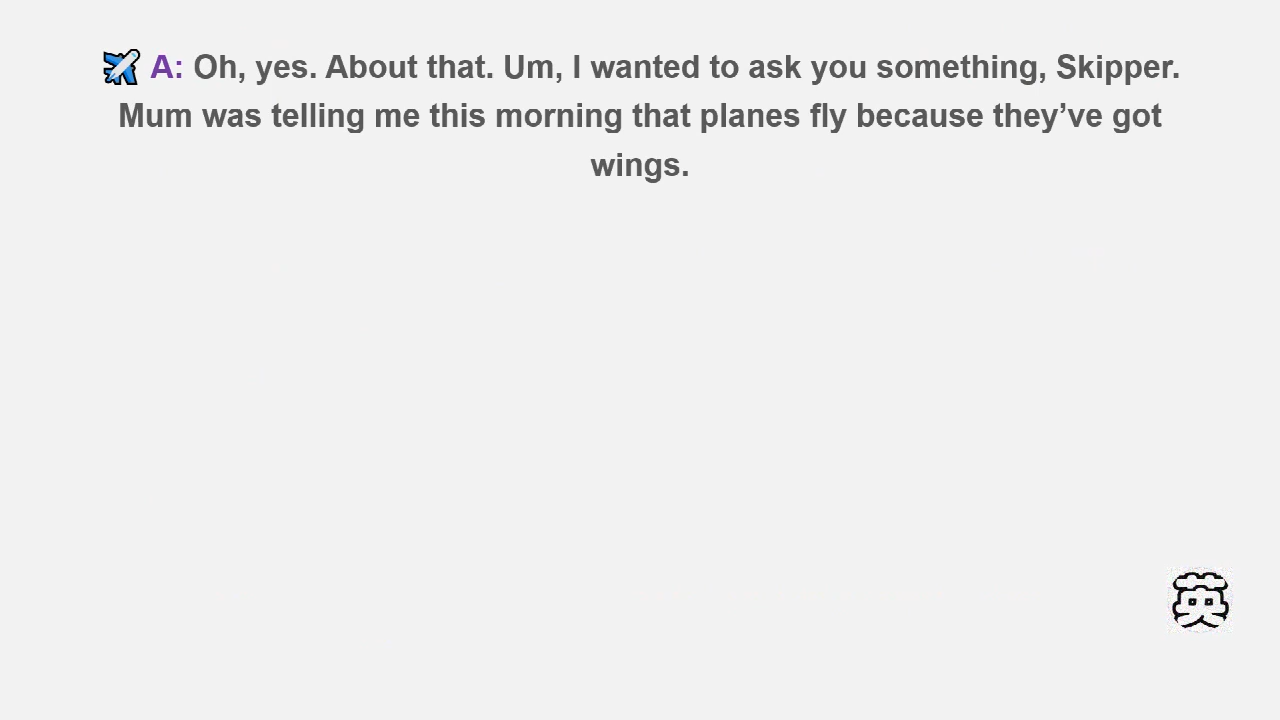 ✈️ A: Oh, yes. About that. Um, I wanted to ask you something, Skipper.
Mum was telling me this morning that planes fly because they’ve got
wings.
英